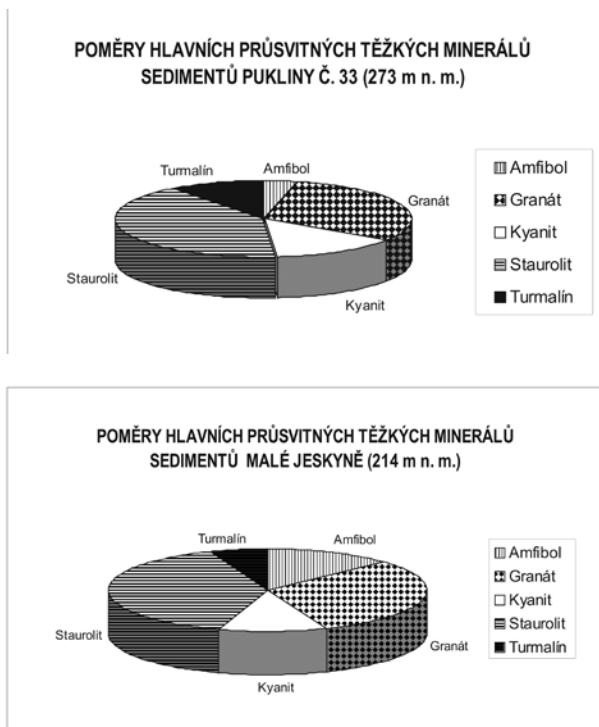 POMĚRY HLAVNÍCH PRŮSVITNÝCH TĚŽKÝCH MINERÁLŮ
SEDIMENTŮ PUKLINY Č. 33 (273 m n. m.)
Turmalín
Amfibol
Granát
Staurolit
Kyanit
Amfibol
Granát
Kyanit
Staurolit
Turmalín
POMĚRY HLAVNÍCH PRŮSVITNÝCH TĚŽKÝCH MINERÁLŮ
SEDIMENTŮ MALÉ JESKYNĚ (214 m n. m.)
Turmalín
Amfibol
Staurolit
Granát
Kyanit
Amfibol
Granát
Kyanit
Staurolit
Turmalín